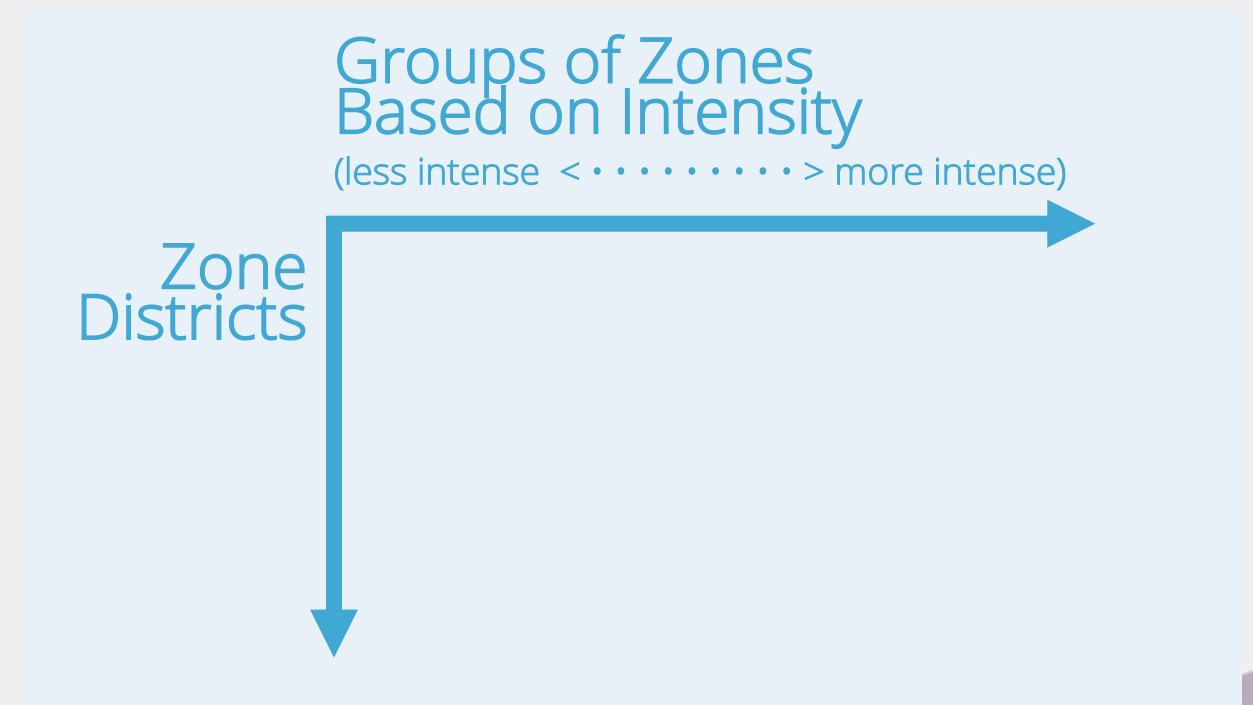 Groups of Zones
Based on Intensity
(less intense < · · · · · · · · · > more intense)
Zone
Districts